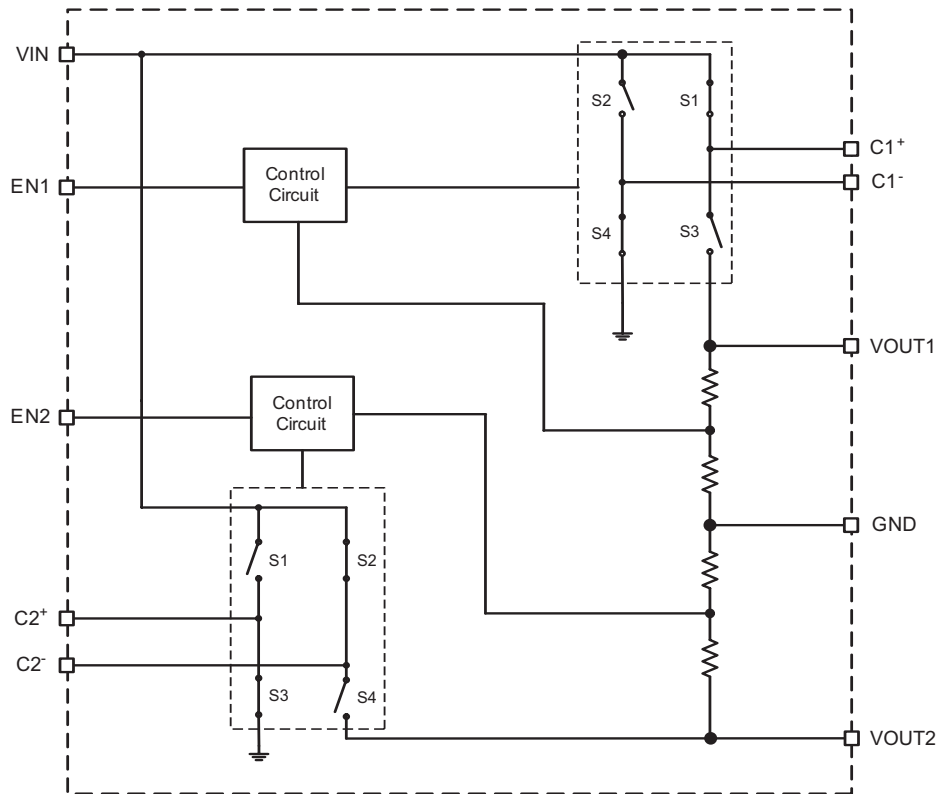 VIN
S2
S1
C1⁺
Control
Circuit
EN1
C1⁻
S4
S3
VOUT1
Control
Circuit
EN2
GND
S1
S2
C2⁺
C2⁻
S3
S4
VOUT2